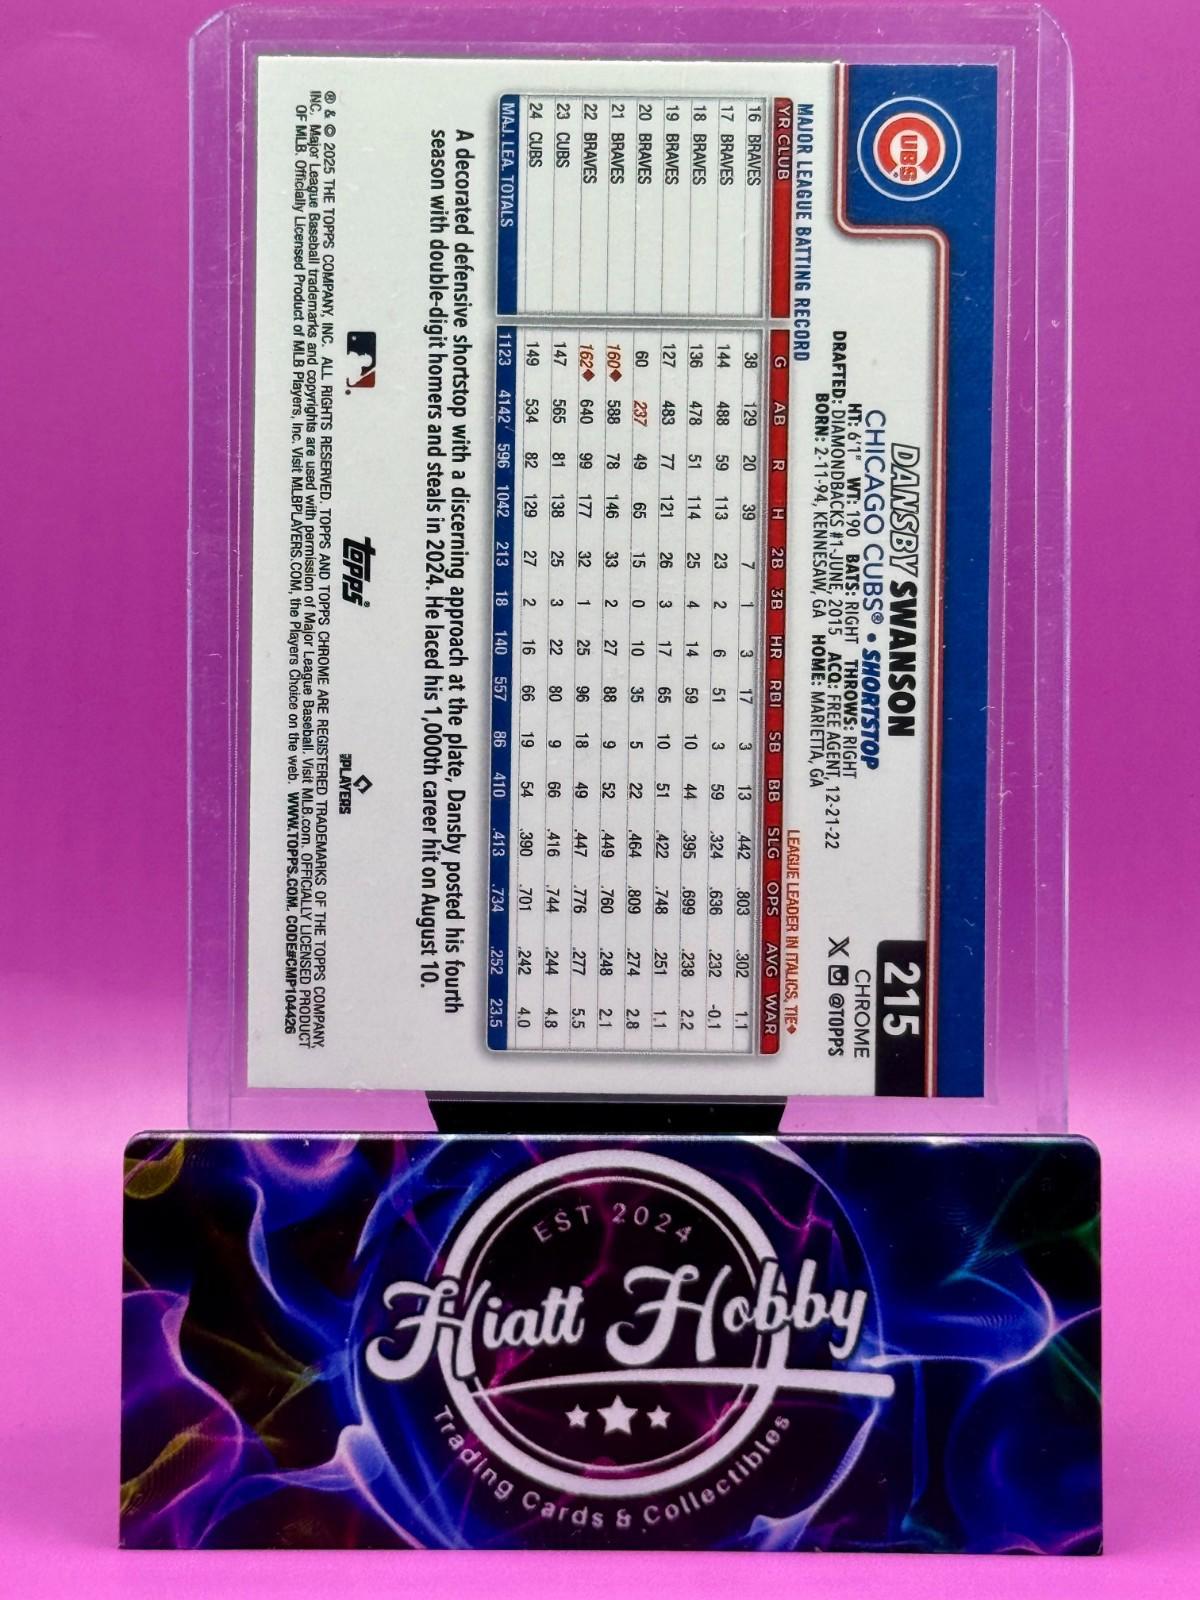 CUBS
215
CHROME
@TOPPS
DANSBY SWANSON
CHICAGO CUBS® • SHORTSTOP
HT: 6'1" WT: 190 BATS: RIGHT THROWS: RIGHT
DRAFTED: DIAMONDBACKS #1-JUNE, 2015 ACQ: FREE AGENT, 12-21-22
BORN: 2-11-94, KENNESAW, GA HOME: MARIETTA, GA
MAJOR LEAGUE BATTING RECORD LEAGUE LEADER IN ITALICS, TIE◆
YR CLUB G AB R H 2B 3B HR RBI SB BB SLG OPS AVG WAR
16 BRAVES 38 129 20 39 7 1 3 17 3 13 .442 .803 .302 1.1
17 BRAVES 144 488 59 113 23 2 6 51 3 59 .324 .636 .232 -0.1
18 BRAVES 136 478 51 114 25 4 14 59 10 44 .395 .699 .238 2.2
19 BRAVES 127 483 77 121 26 3 17 65 10 51 .422 .748 .251 1.1
20 BRAVES 60 237 49 65 15 0 10 35 5 22 .464 .809 .274 2.8
21 BRAVES 160◆ 588 78 146 33 2 27 88 9 52 .449 .760 .248 2.1
22 BRAVES 162◆ 640 99 177 32 1 25 96 18 49 .447 .776 .277 5.5
23 CUBS 147 565 81 138 25 3 22 80 9 66 .416 .744 .244 4.8
24 CUBS 149 534 82 129 27 2 16 66 19 54 .390 .701 .242 4.0
MAJ. LEA. TOTALS 1123 4142 596 1042 213 18 140 557 86 410 .413 .734 .252 23.5
A decorated defensive shortstop with a discerning approach at the plate, Dansby posted his fourth
season with double-digit homers and steals in 2024. He laced his 1,000th career hit on August 10.
topps®
MLB PLAYERS
® & © 2025 THE TOPPS COMPANY, INC. ALL RIGHTS RESERVED. TOPPS AND TOPPS CHROME ARE REGISTERED TRADEMARKS OF THE TOPPS COMPANY,
INC. Major League Baseball trademarks and copyrights are used with permission of Major League Baseball. Visit MLB.com. OFFICIALLY LICENSED PRODUCT
OF MLB. Officially Licensed Product of MLB Players, Inc. Visit MLBPLAYERS.COM, the Players Choice on the web. WWW.TOPPS.COM. CODE#CMP104426
EST 2024
Hiatt Hobby
Trading Cards & Collectibles